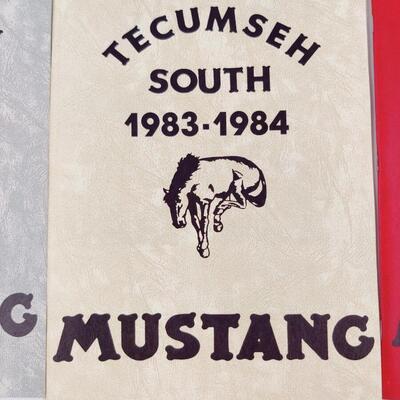 TECUMSEH
SOUTH
1983-1984
MUSTANG
G